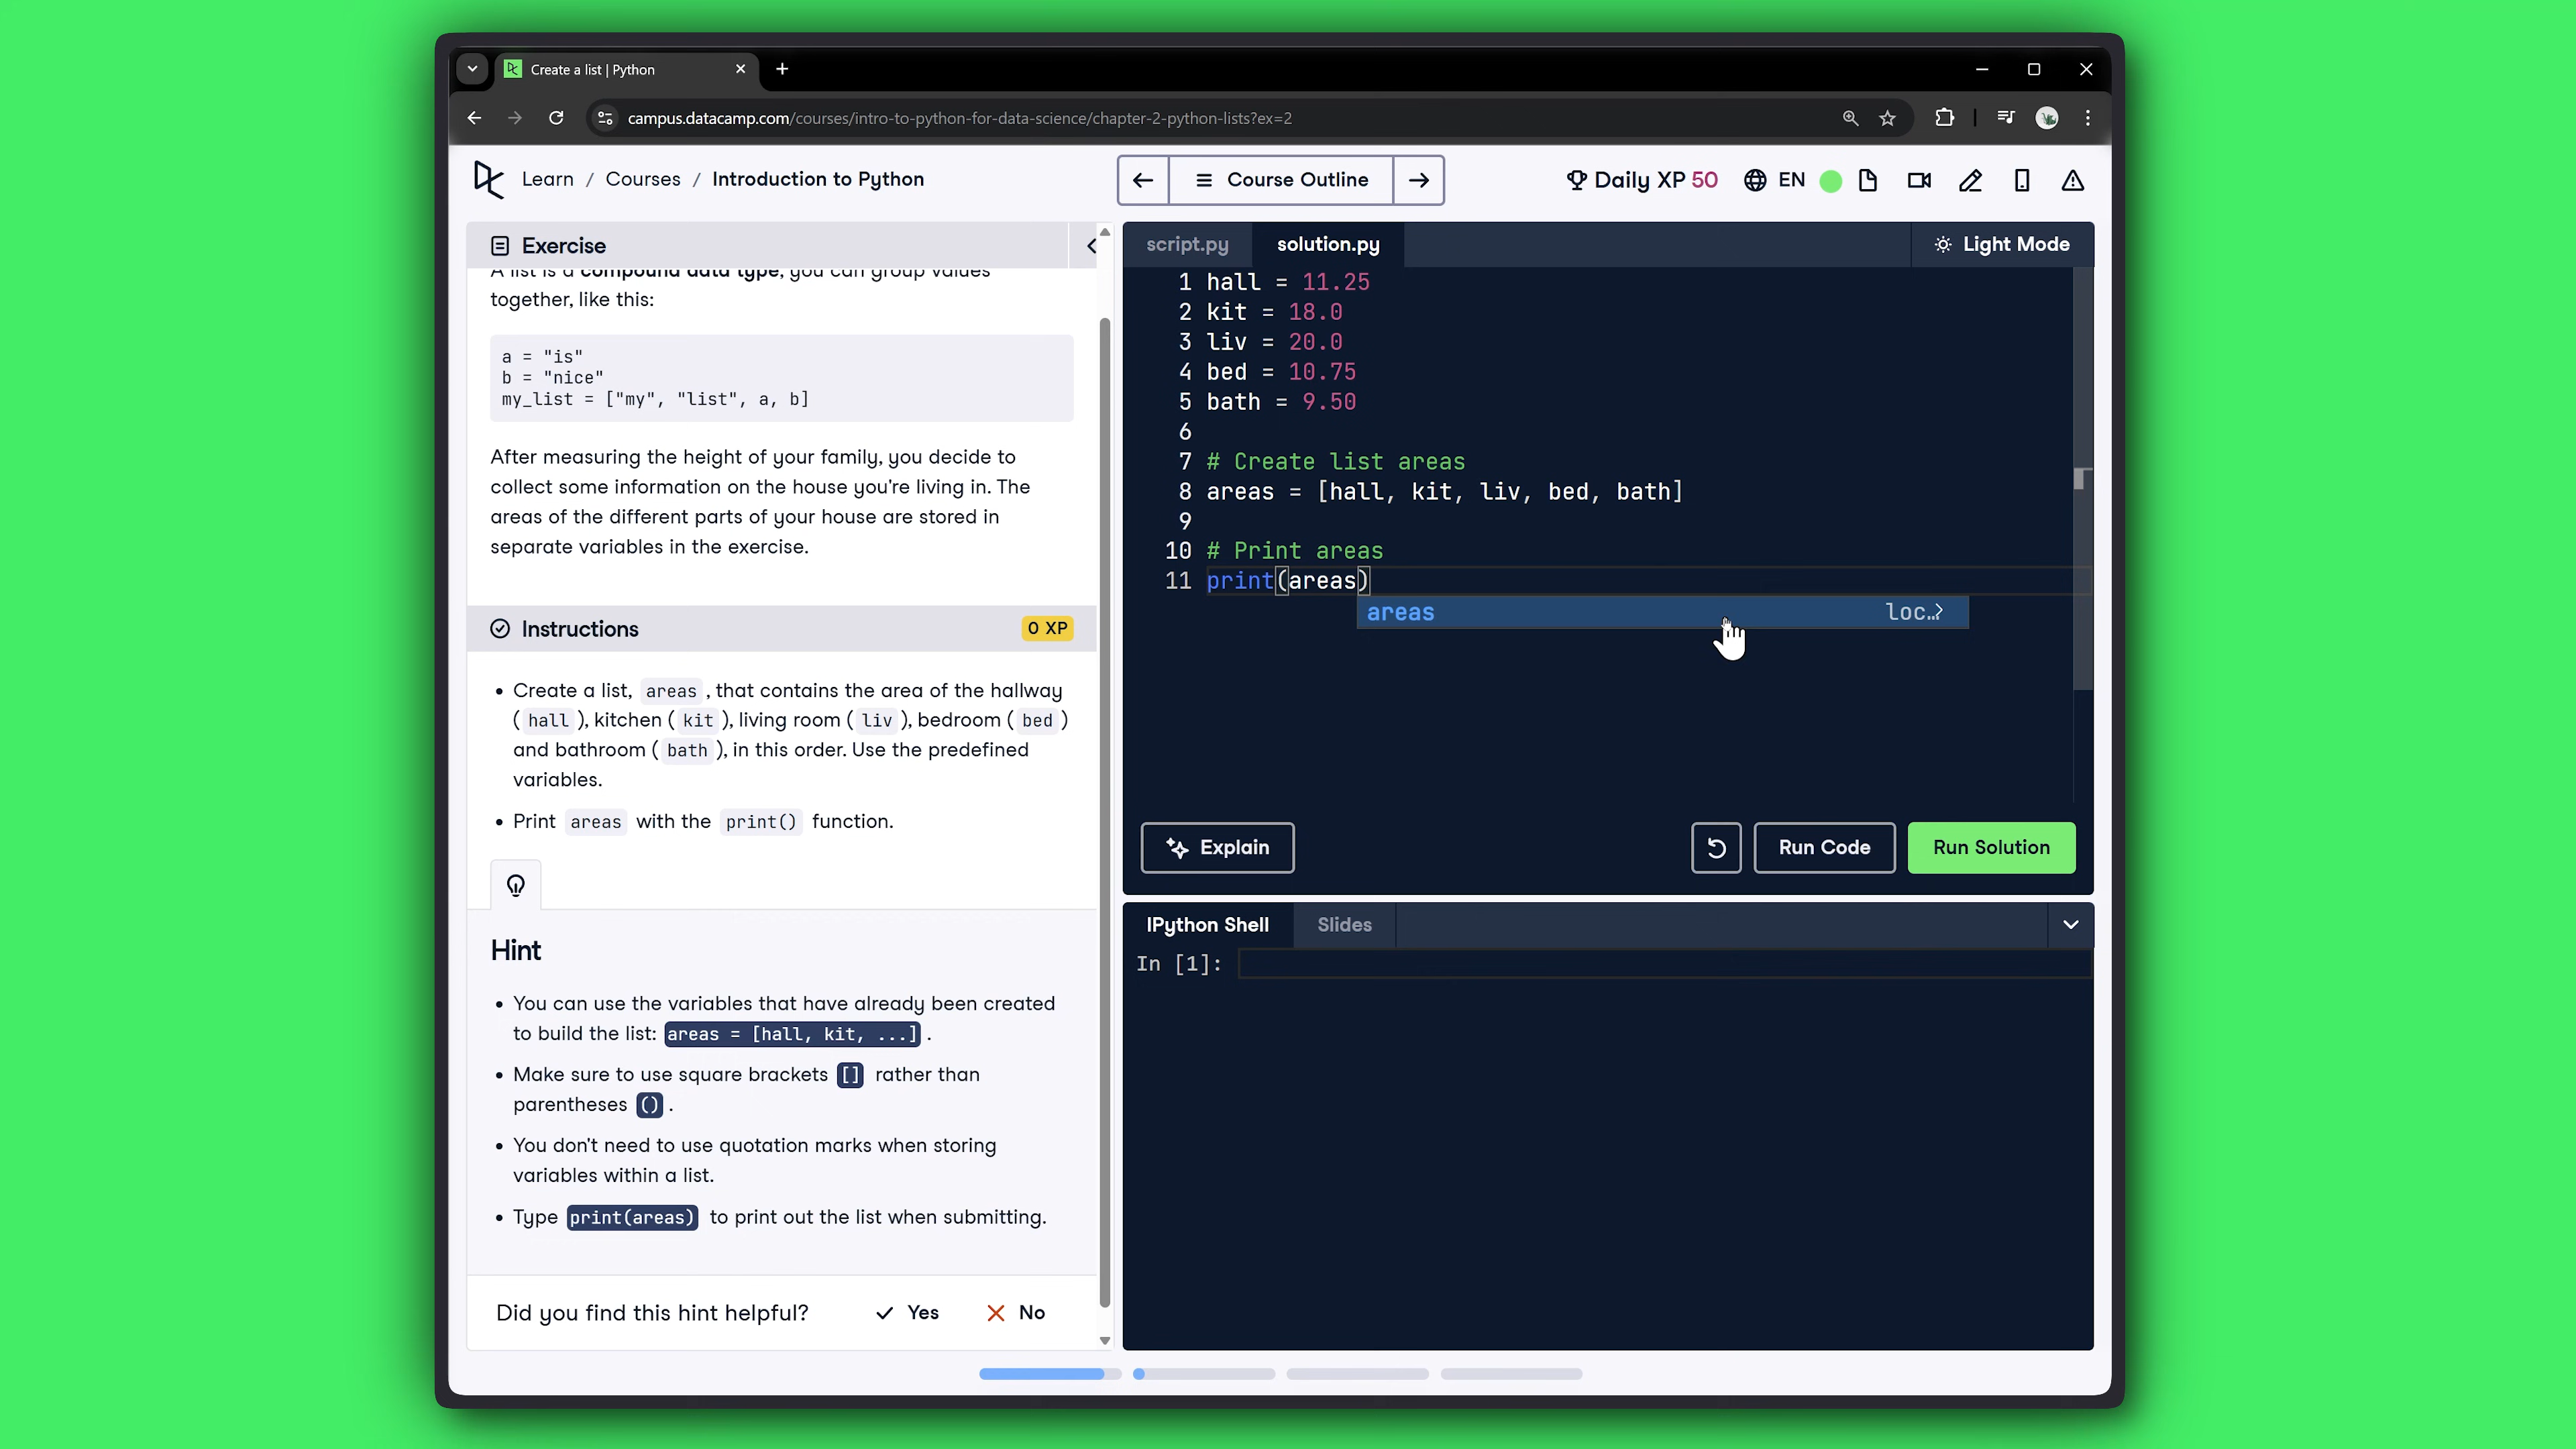 Create a list | Python
campus.datacamp.com/courses/intro-to-python-for-data-science/chapter-2-python-lists?ex=2
Learn / Courses / Introduction to Python
Course Outline
Daily XP 50
EN
Exercise
A list is a compound data type, you can group values
together, like this:
a = "is"
b = "nice"
my_list = ["my", "list", a, b]
After measuring the height of your family, you decide to
collect some information on the house you're living in. The
areas of the different parts of your house are stored in
separate variables in the exercise.
Instructions
0 XP
• Create a list, areas , that contains the area of the hallway
( hall ), kitchen ( kit ), living room ( liv ), bedroom ( bed )
and bathroom ( bath ), in this order. Use the predefined
variables.
• Print areas with the print() function.
Hint
• You can use the variables that have already been created
to build the list: areas = [hall, kit, ...] .
• Make sure to use square brackets [] rather than
parentheses () .
• You don't need to use quotation marks when storing
variables within a list.
• Type print(areas) to print out the list when submitting.
Did you find this hint helpful?
Yes
No
script.py
solution.py
Light Mode
1 hall = 11.25
2 kit = 18.0
3 liv = 20.0
4 bed = 10.75
5 bath = 9.50
6
7 # Create list areas
8 areas = [hall, kit, liv, bed, bath]
9
10 # Print areas
11 print(areas)
areas loc…
Explain
Run Code
Run Solution
IPython Shell
Slides
In [1]: